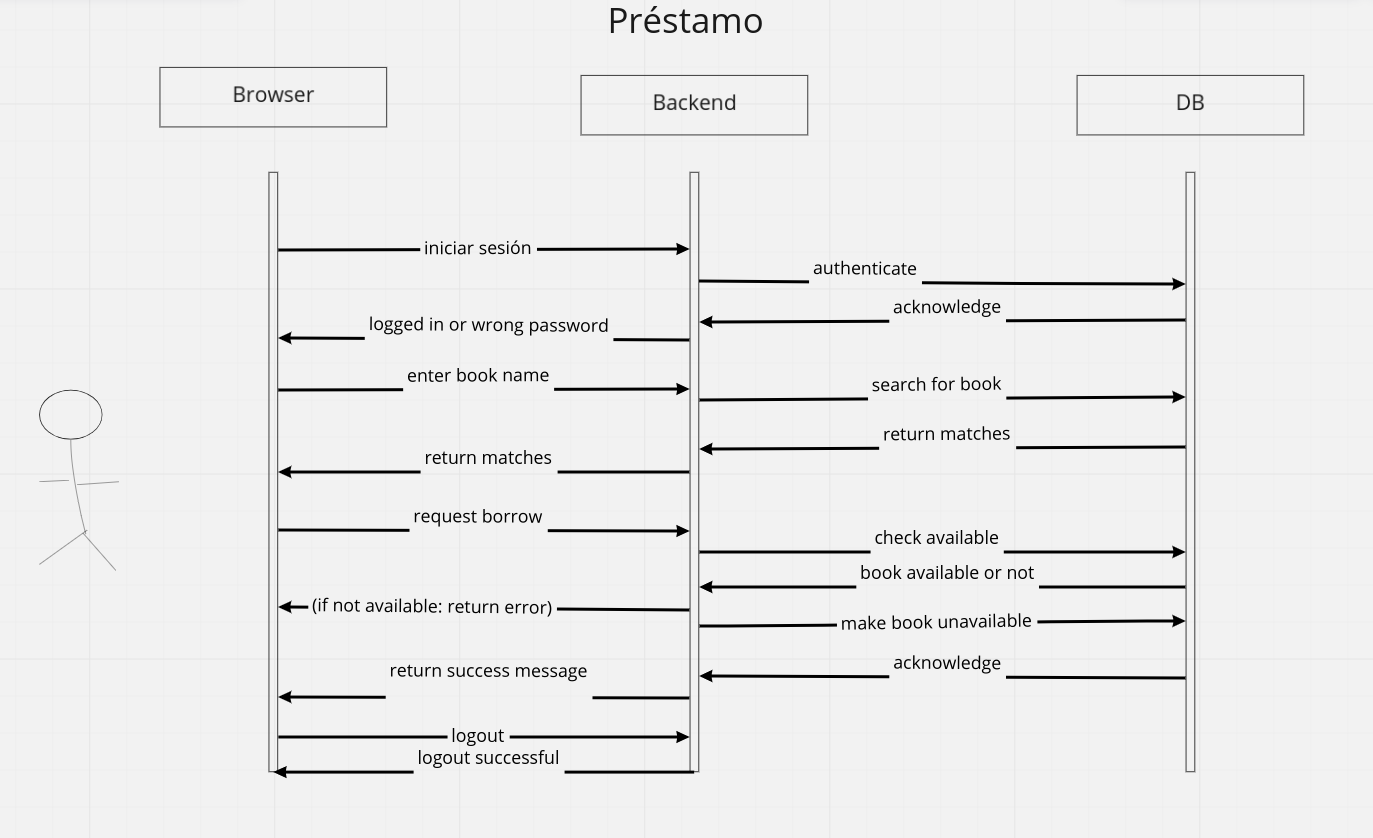 Préstamo
Browser
Backend
DB
iniciar sesión
authenticate
acknowledge
logged in or wrong password
enter book name
search for book
return matches
return matches
request borrow
check available
book available or not
(if not available: return error)
make book unavailable
acknowledge
return success message
logout
logout successful